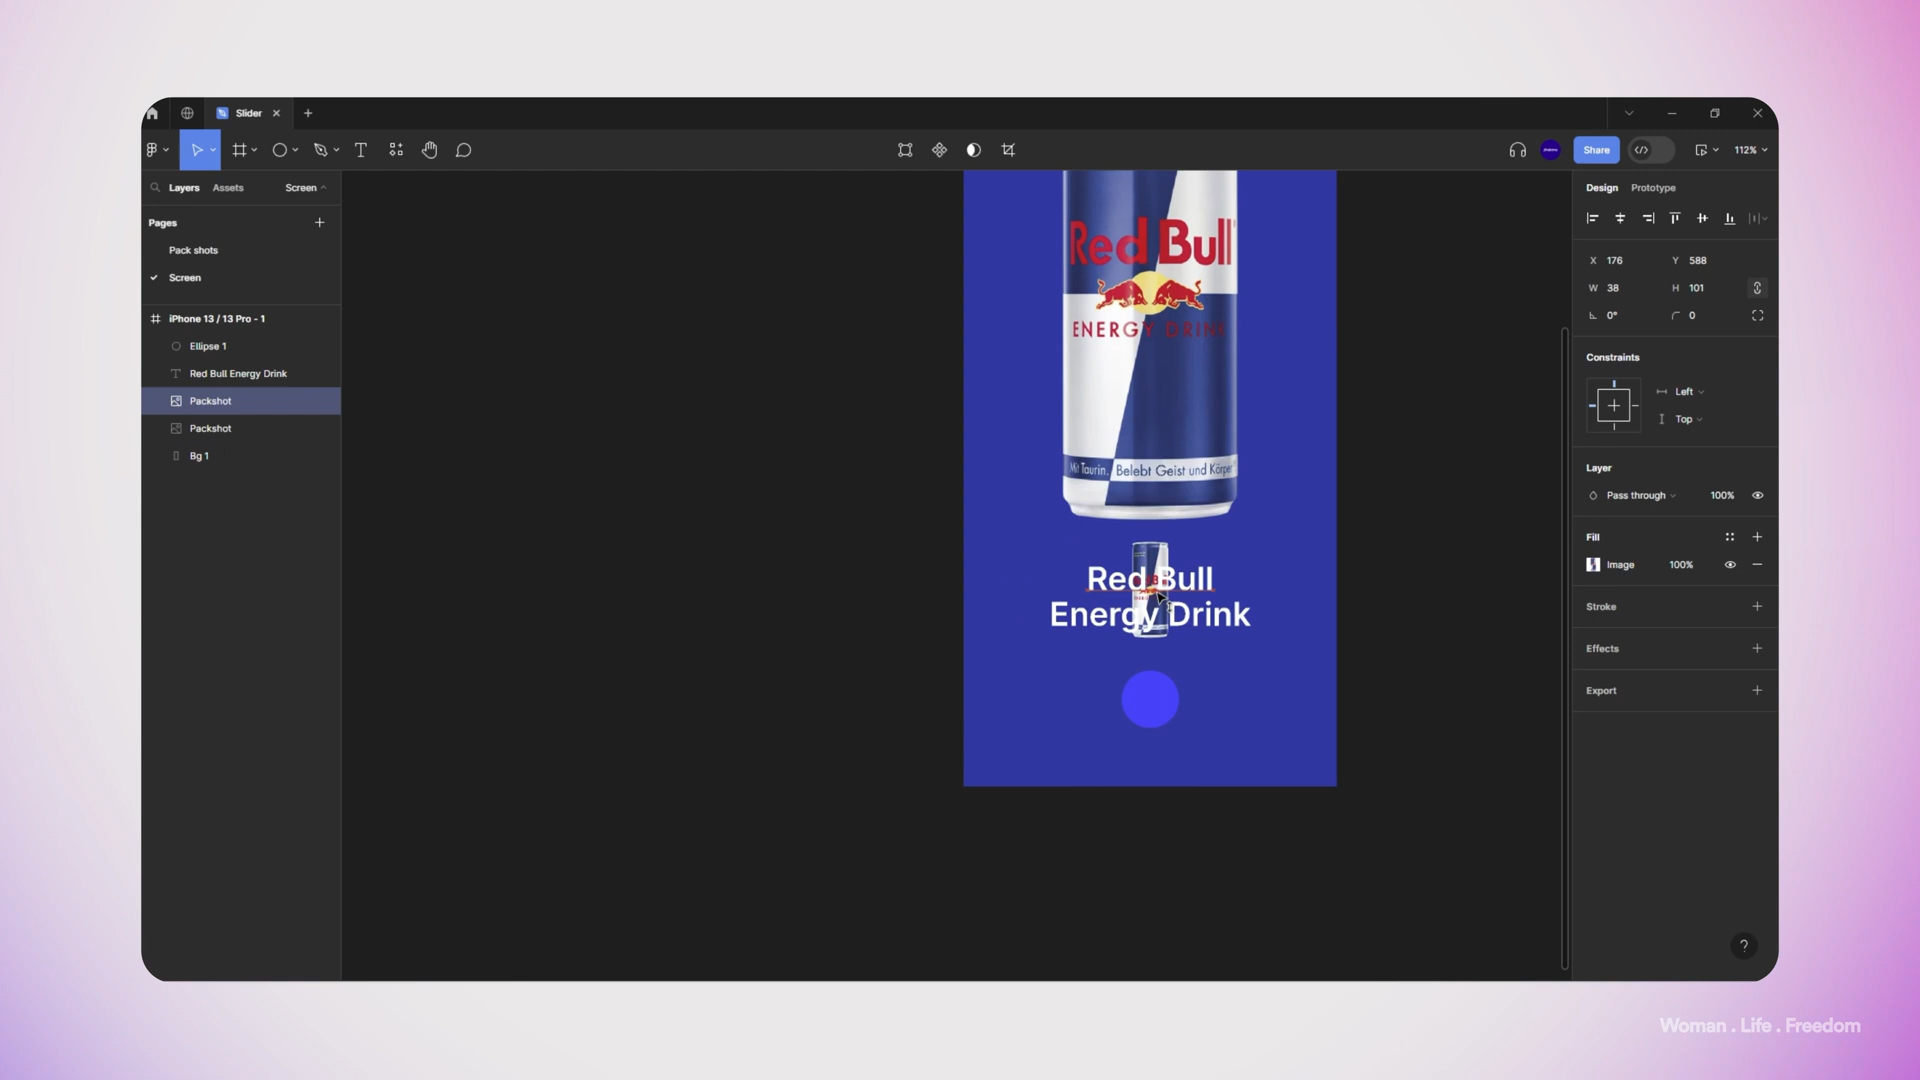 Slider
Share
112%
Layers
Assets
Screen
Design
Prototype
Pages
Pack shots
Screen
iPhone 13 / 13 Pro - 1
Ellipse 1
Red Bull Energy Drink
Packshot
Packshot
Bg 1
Red Bull
ENERGY DRINK
Mit Taurin. Belebt Geist und Körper
Red Bull
Energy Drink
X 176
Y 588
W 38
H 101
0°
0
Constraints
Left
Top
Layer
Pass through
100%
Fill
Image
100%
Stroke
Effects
Export
?
Woman . Life . Freedom